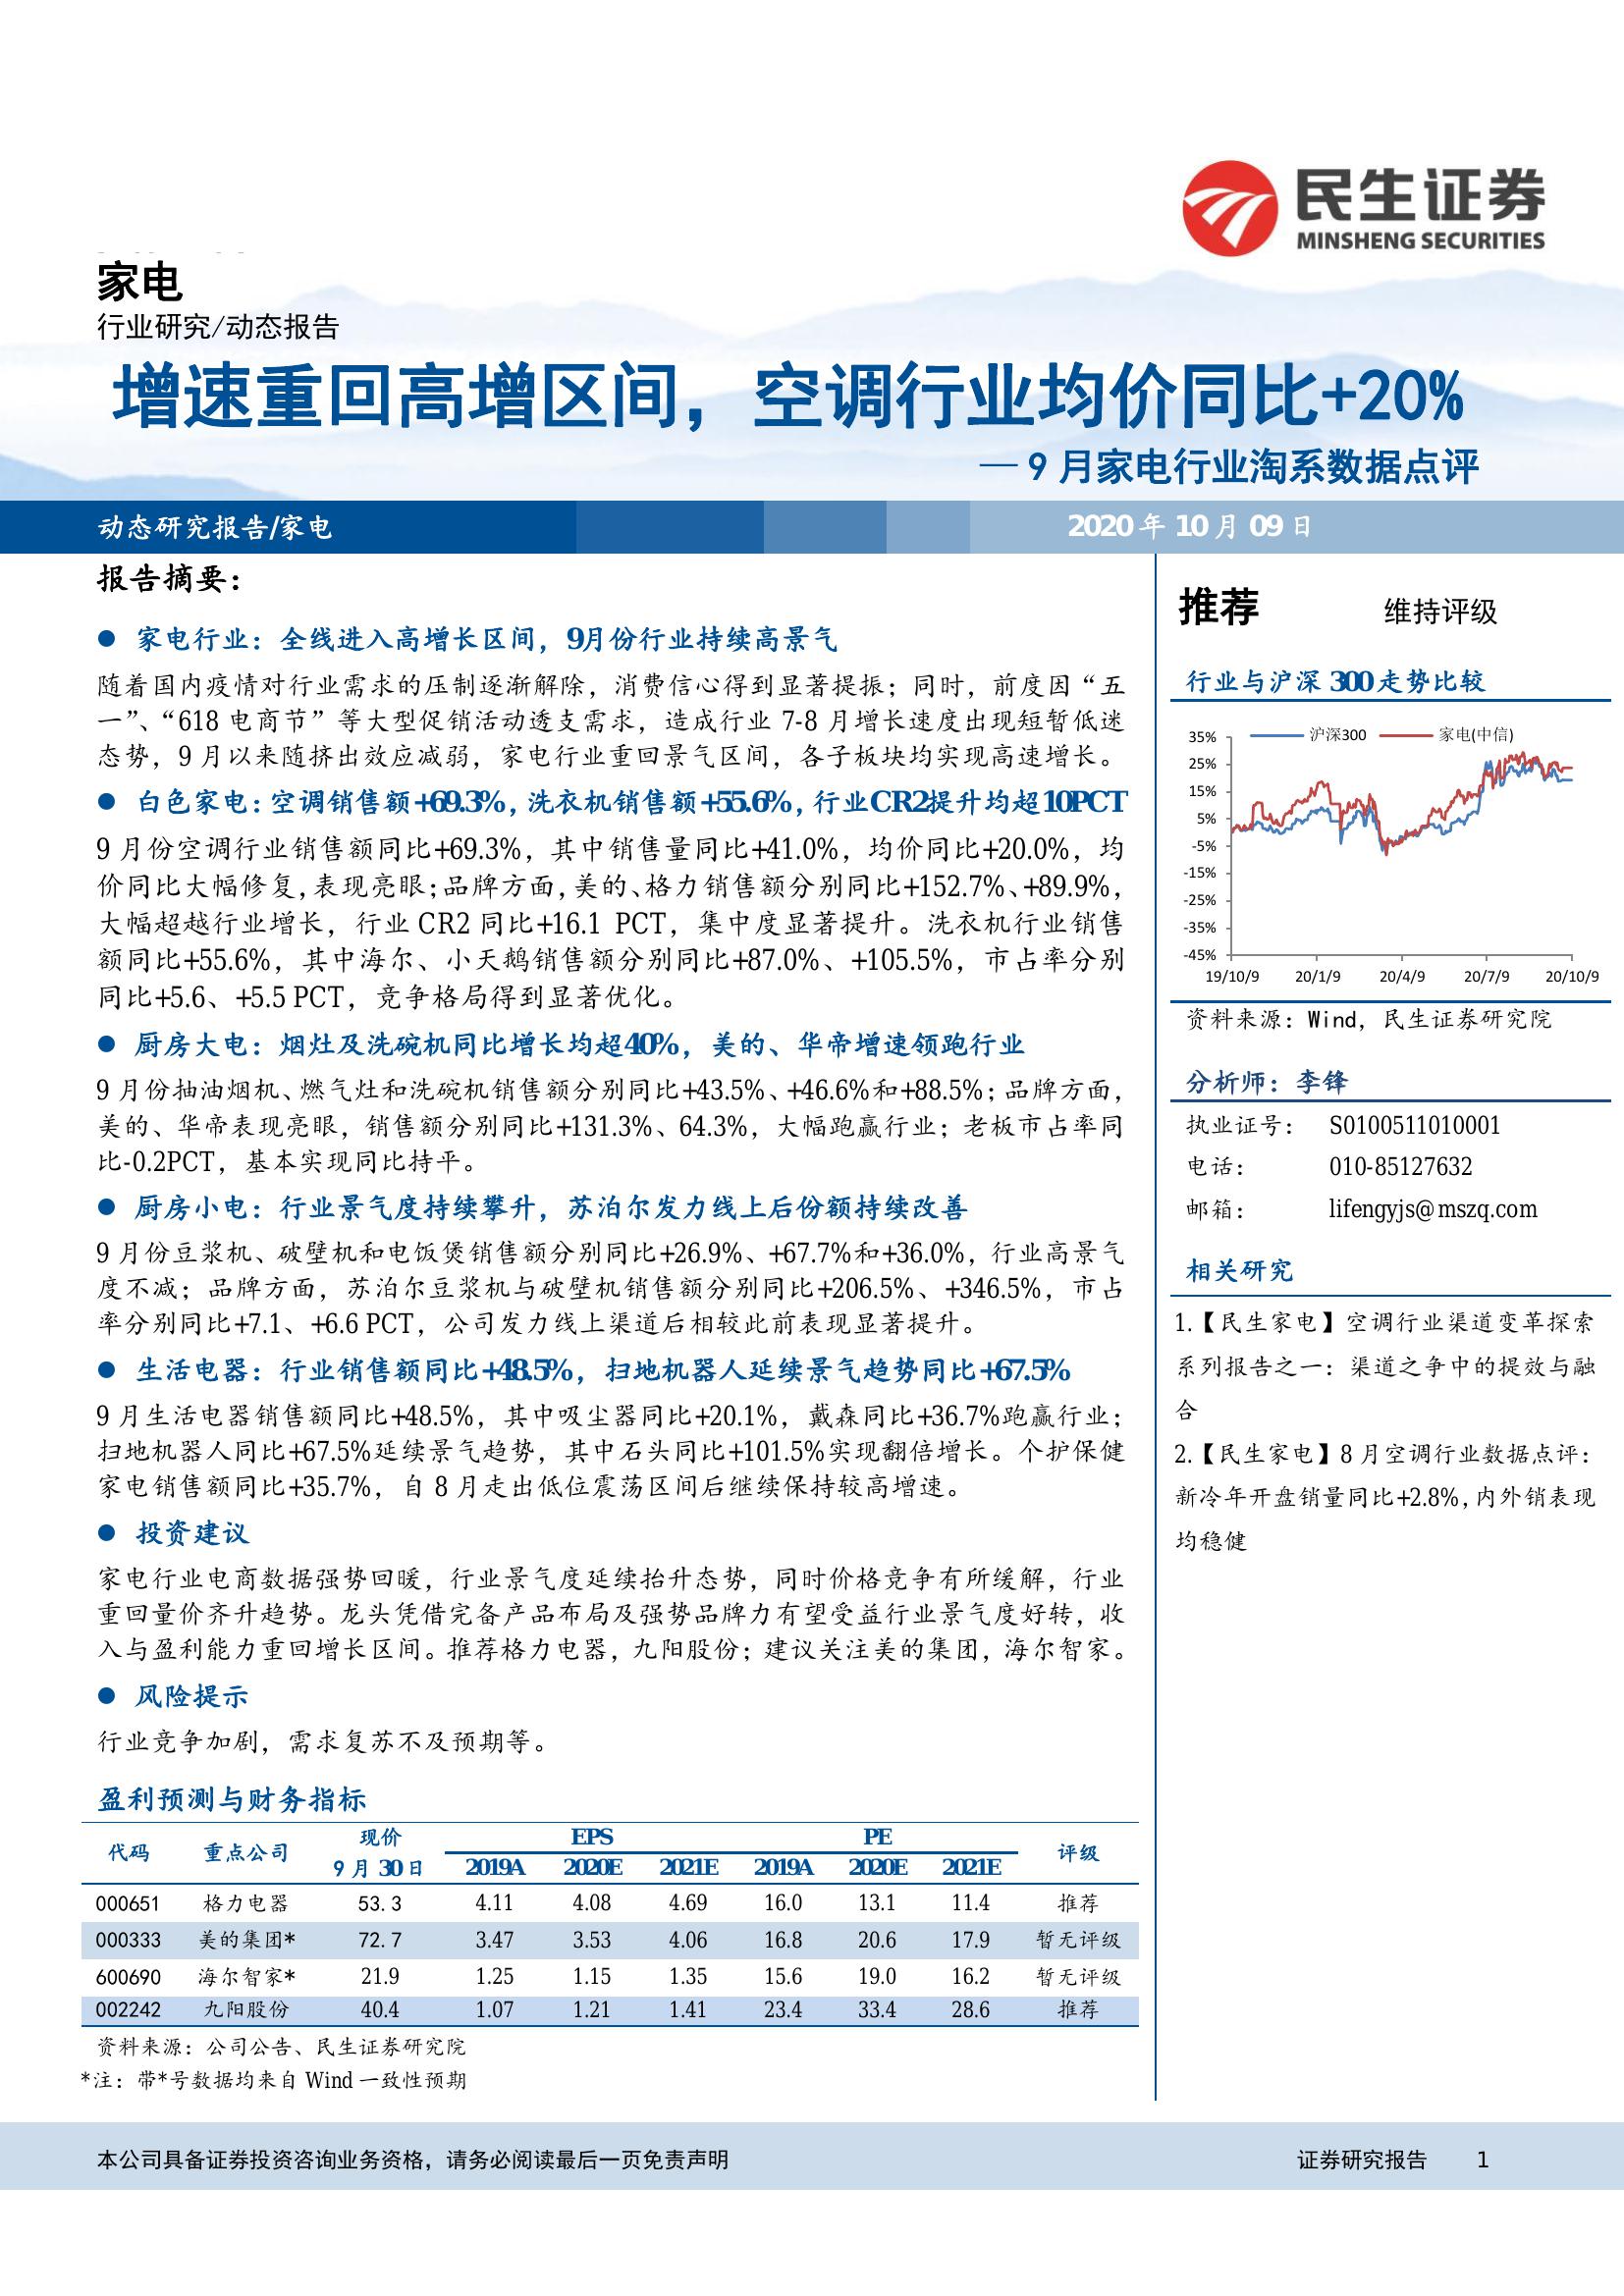 民生证券
MINSHENG SECURITIES
家电
行业研究/动态报告
增速重回高增区间，空调行业均价同比+20%
—9 月家电行业淘系数据点评
动态研究报告/家电
2020 年 10 月 09 日
报告摘要：
● 家电行业：全线进入高增长区间，9月份行业持续高景气
随着国内疫情对行业需求的压制逐渐解除，消费信心得到显著提振；同时，前度因“五
一”、“618 电商节”等大型促销活动透支需求，造成行业 7-8 月增长速度出现短暂低迷
态势，9 月以来随挤出效应减弱，家电行业重回景气区间，各子板块均实现高速增长。
● 白色家电：空调销售额+69.3%，洗衣机销售额+55.6%，行业CR2提升均超10PCT
9 月份空调行业销售额同比+69.3%，其中销售量同比+41.0%，均价同比+20.0%，均
价同比大幅修复，表现亮眼；品牌方面，美的、格力销售额分别同比+152.7%、+89.9%，
大幅超越行业增长，行业 CR2 同比+16.1 PCT，集中度显著提升。洗衣机行业销售
额同比+55.6%，其中海尔、小天鹅销售额分别同比+87.0%、+105.5%，市占率分别
同比+5.6、+5.5 PCT，竞争格局得到显著优化。
● 厨房大电：烟灶及洗碗机同比增长均超40%，美的、华帝增速领跑行业
9 月份抽油烟机、燃气灶和洗碗机销售额分别同比+43.5%、+46.6%和+88.5%；品牌方面，
美的、华帝表现亮眼，销售额分别同比+131.3%、64.3%，大幅跑赢行业；老板市占率同
比-0.2PCT，基本实现同比持平。
● 厨房小电：行业景气度持续攀升，苏泊尔发力线上后份额持续改善
9 月份豆浆机、破壁机和电饭煲销售额分别同比+26.9%、+67.7%和+36.0%，行业高景气
度不减；品牌方面，苏泊尔豆浆机与破壁机销售额分别同比+206.5%、+346.5%，市占
率分别同比+7.1、+6.6 PCT，公司发力线上渠道后相较此前表现显著提升。
● 生活电器：行业销售额同比+48.5%，扫地机器人延续景气趋势同比+67.5%
9 月生活电器销售额同比+48.5%，其中吸尘器同比+20.1%，戴森同比+36.7%跑赢行业；
扫地机器人同比+67.5%延续景气趋势，其中石头同比+101.5%实现翻倍增长。个护保健
家电销售额同比+35.7%，自 8 月走出低位震荡区间后继续保持较高增速。
● 投资建议
家电行业电商数据强势回暖，行业景气度延续抬升态势，同时价格竞争有所缓解，行业
重回量价齐升趋势。龙头凭借完备产品布局及强势品牌力有望受益行业景气度好转，收
入与盈利能力重回增长区间。推荐格力电器，九阳股份；建议关注美的集团，海尔智家。
● 风险提示
行业竞争加剧，需求复苏不及预期等。
盈利预测与财务指标
代码 重点公司 现价 EPS PE 评级
9 月 30 日 2019A 2020E 2021E 2019A 2020E 2021E
000651 格力电器 53.3 4.11 4.08 4.69 16.0 13.1 11.4 推荐
000333 美的集团* 72.7 3.47 3.53 4.06 16.8 20.6 17.9 暂无评级
600690 海尔智家* 21.9 1.25 1.15 1.35 15.6 19.0 16.2 暂无评级
002242 九阳股份 40.4 1.07 1.21 1.41 23.4 33.4 28.6 推荐
资料来源：公司公告、民生证券研究院
*注：带*号数据均来自 Wind 一致性预期
推荐 维持评级
行业与沪深 300 走势比较
沪深300 家电(中信)
35%
25%
15%
5%
-5%
-15%
-25%
-35%
-45%
19/10/9 20/1/9 20/4/9 20/7/9 20/10/9
资料来源：Wind，民生证券研究院
分析师：李锋
执业证号： S0100511010001
电话： 010-85127632
邮箱： lifengyjs@mszq.com
相关研究
1.【民生家电】空调行业渠道变革探索
系列报告之一：渠道之争中的提效与融
合
2.【民生家电】8 月空调行业数据点评：
新冷年开盘销量同比+2.8%，内外销表现
均稳健
本公司具备证券投资咨询业务资格，请务必阅读最后一页免责声明
证券研究报告 1